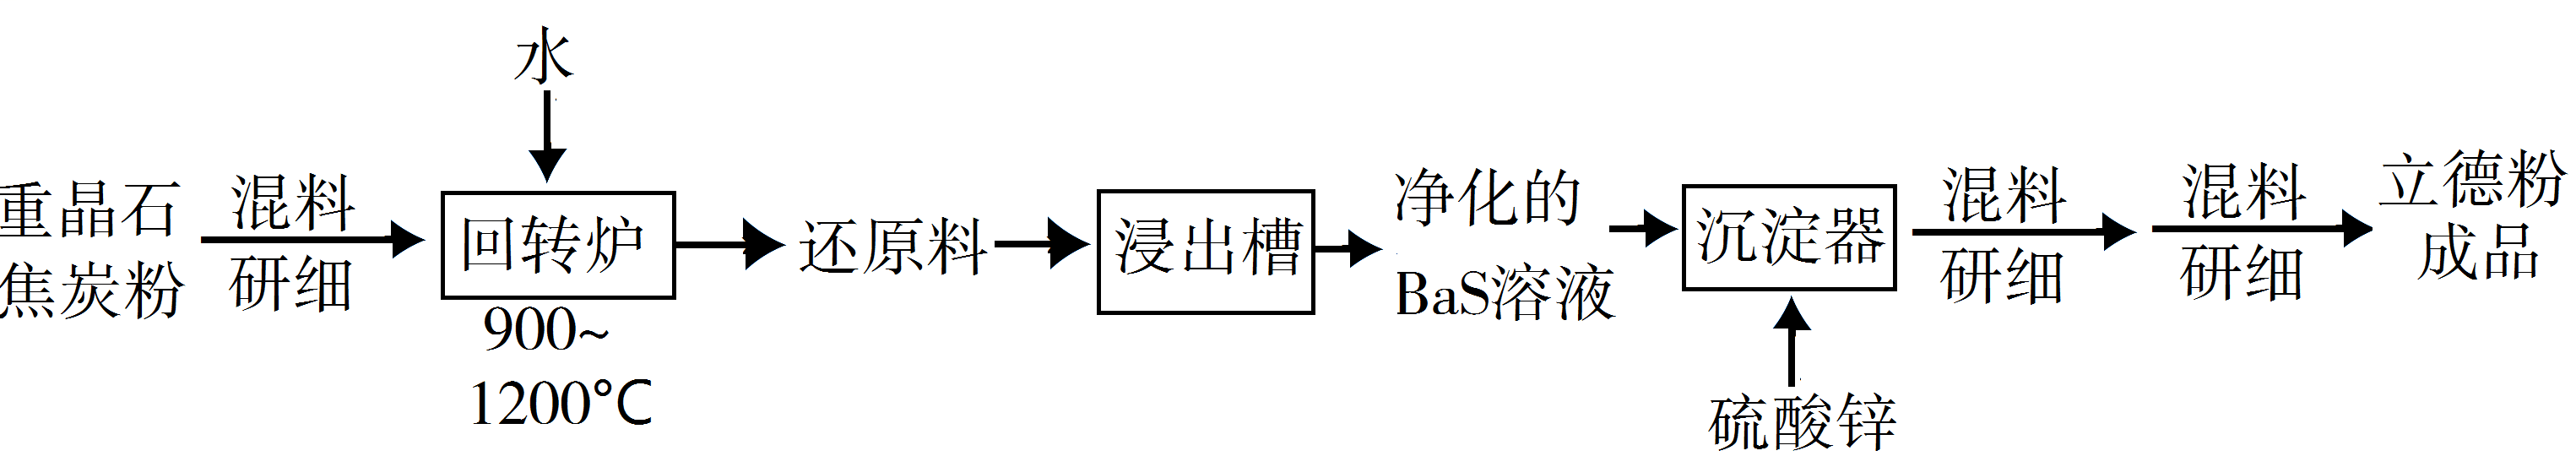 水
重晶石
焦炭粉
混料
研细
回转炉
900~
1200°C
还原料
浸出槽
净化的
BaS溶液
沉淀器
硫酸锌
混料
研细
混料
研细
立德粉
成品